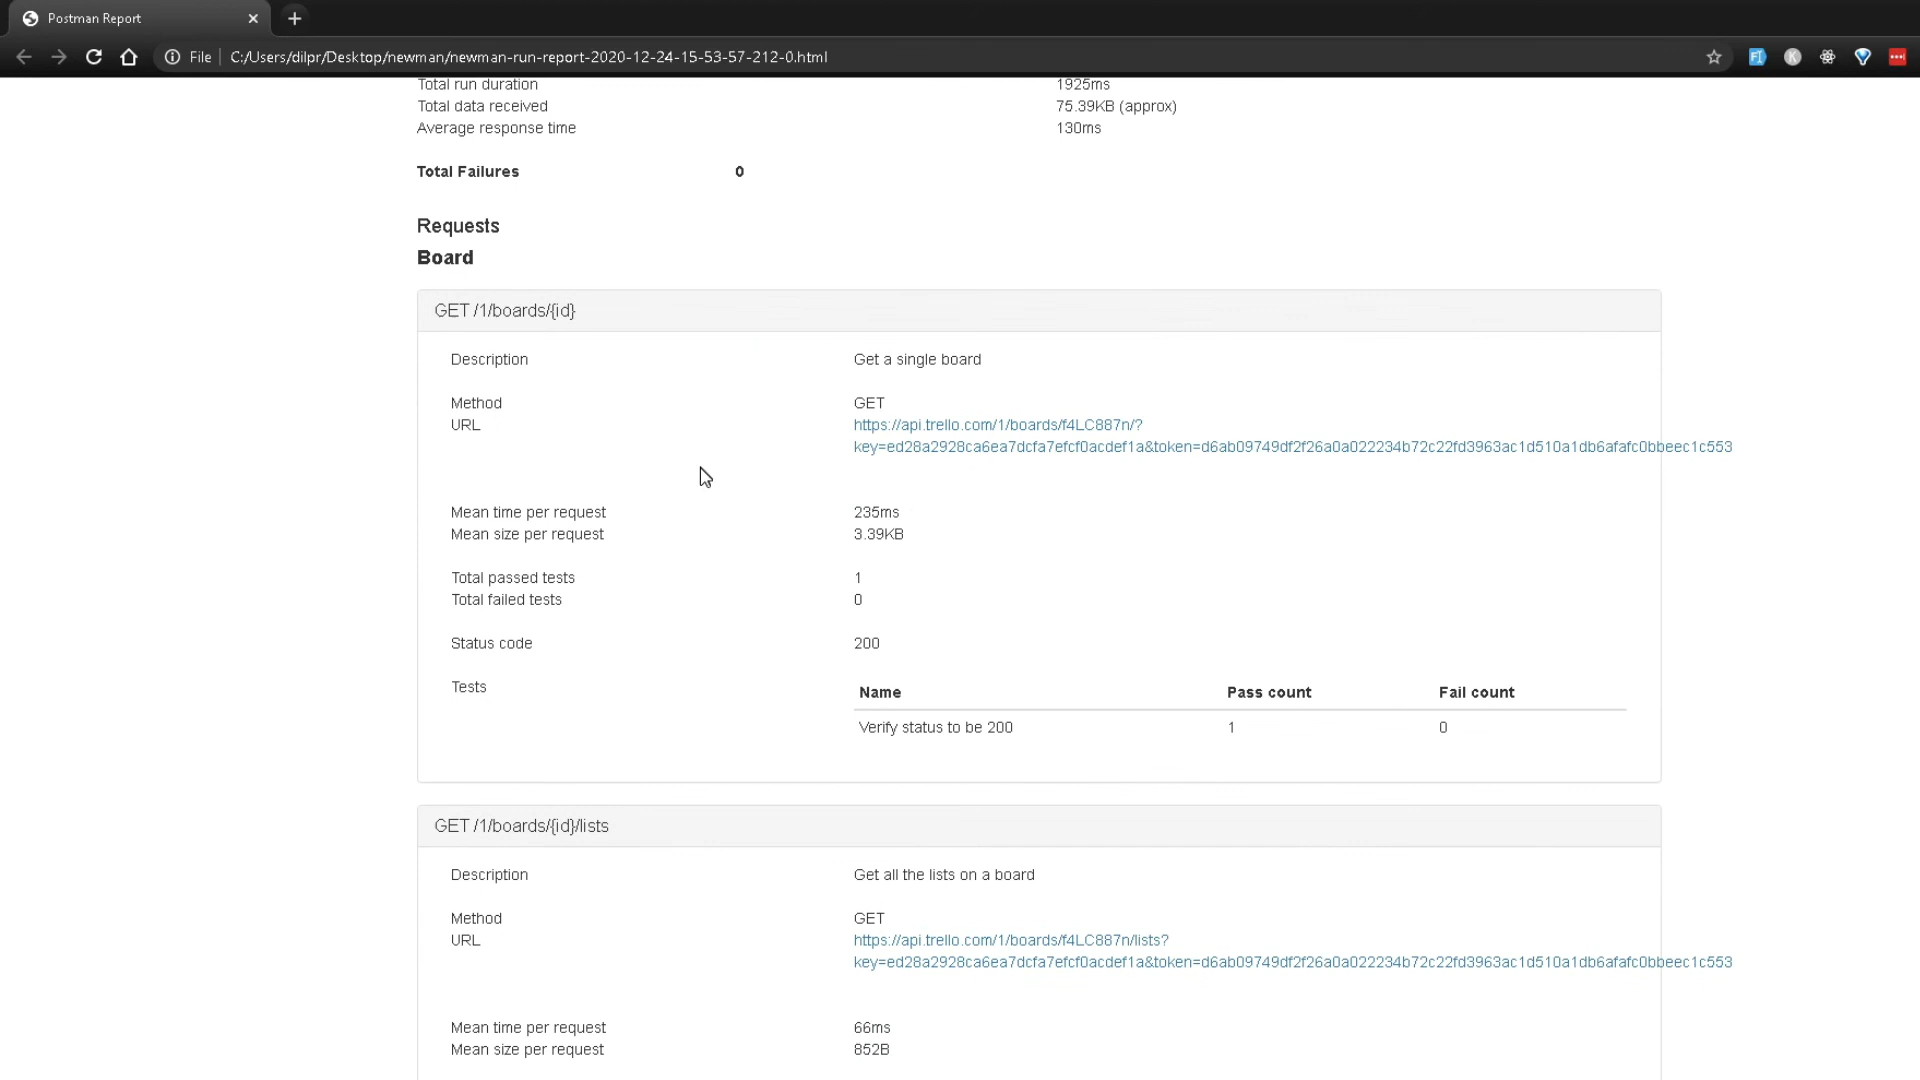 Postman Report
File C:/Users/dilpr/Desktop/newman/newman-run-report-2020-12-24-15-53-57-212-0.html
Total run duration 1925ms
Total data received 75.39KB (approx)
Average response time 130ms
Total Failures 0
Requests
Board
GET /1/boards/{id}
Description Get a single board
Method GET
URL https://api.trello.com/1/boards/f4LC887n/?
key=ed28a2928ca6ea7dcfa7efcf0acdef1a&token=d6ab09749df2f26a0a022234b72c22fd3963ac1d510a1db6afafc0bbeec1c553
Mean time per request 235ms
Mean size per request 3.39KB
Total passed tests 1
Total failed tests 0
Status code 200
Tests Name Pass count Fail count
Verify status to be 200 1 0
GET /1/boards/{id}/lists
Description Get all the lists on a board
Method GET
URL https://api.trello.com/1/boards/f4LC887n/lists?
key=ed28a2928ca6ea7dcfa7efcf0acdef1a&token=d6ab09749df2f26a0a022234b72c22fd3963ac1d510a1db6afafc0bbeec1c553
Mean time per request 66ms
Mean size per request 852B